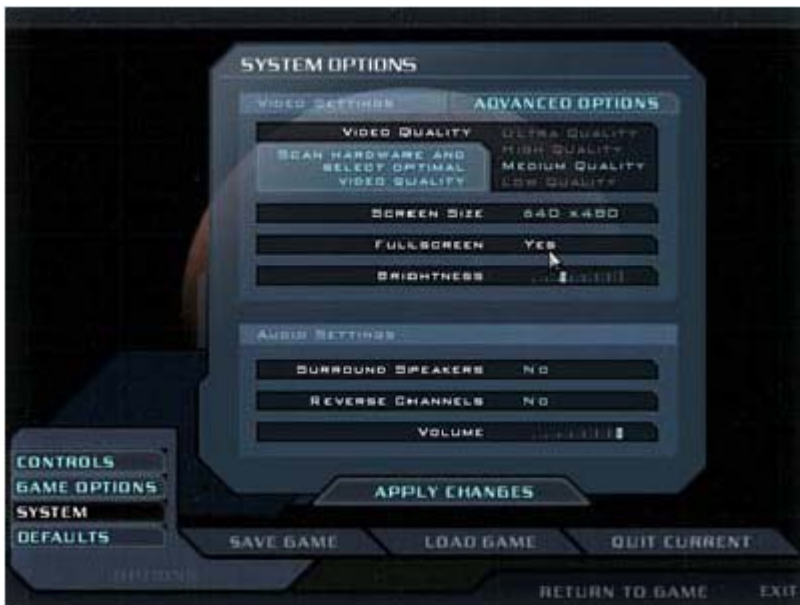 SYSTEM OPTIONS
VIDEO SETTINGS
ADVANCED OPTIONS
VIDEO QUALITY
ULTRA QUALITY
HIGH QUALITY
MEDIUM QUALITY
LOW QUALITY
SCAN HARDWARE AND
SELECT OPTIMAL
VIDEO QUALITY
SCREEN SIZE 640 x480
FULLSCREEN YES
BRIGHTNESS
AUDIO SETTINGS
SURROUND SPEAKERS NO
REVERSE CHANNELS NO
VOLUME
APPLY CHANGES
CONTROLS
GAME OPTIONS
SYSTEM
DEFAULTS
OPTIONS
SAVE GAME
LOAD GAME
QUIT CURRENT
RETURN TO GAME
EXIT